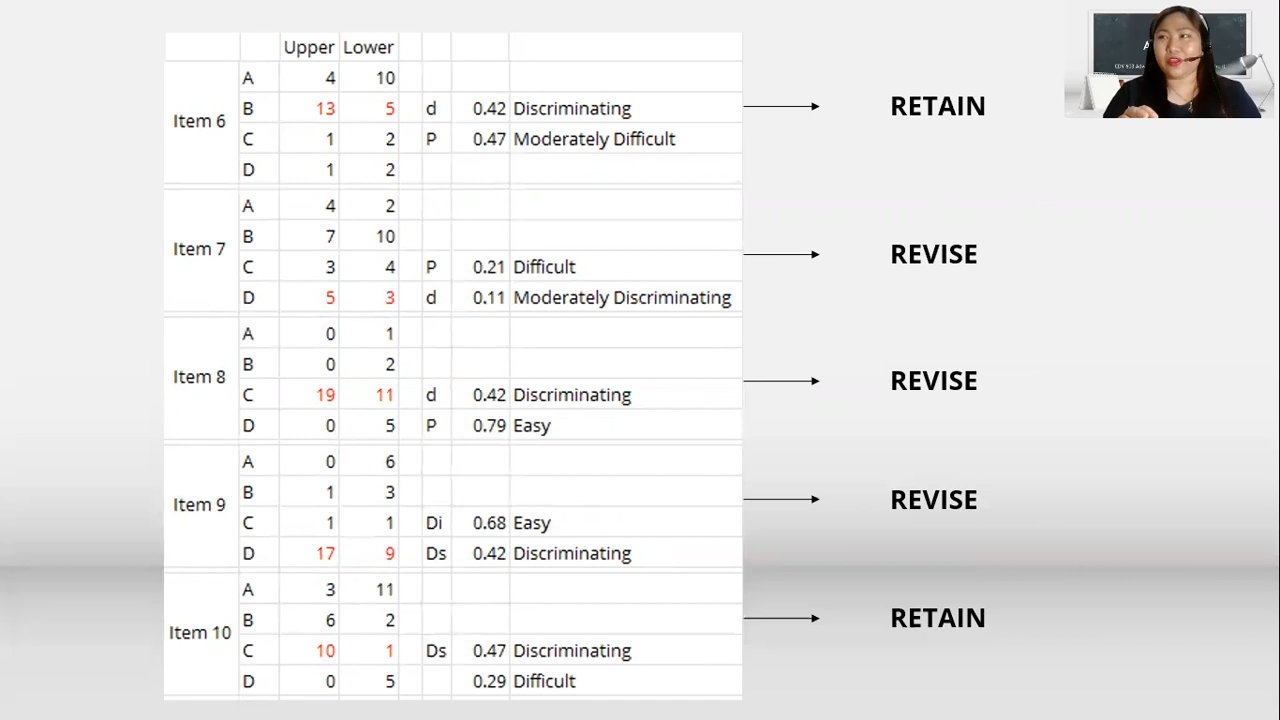 Upper Lower
A 4 10
Item 6 B 13 5 d 0.42 Discriminating RETAIN
C 1 2 P 0.47 Moderately Difficult
D 1 2
A 4 2
Item 7 B 7 10 REVISE
C 3 4 P 0.21 Difficult
D 5 3 d 0.11 Moderately Discriminating
A 0 1
Item 8 B 0 2 REVISE
C 19 11 d 0.42 Discriminating
D 0 5 P 0.79 Easy
A 0 6
Item 9 B 1 3 REVISE
C 1 1 Di 0.68 Easy
D 17 9 Ds 0.42 Discriminating
A 3 11
Item 10 B 6 2 RETAIN
C 10 1 Ds 0.47 Discriminating
D 0 5 0.29 Difficult